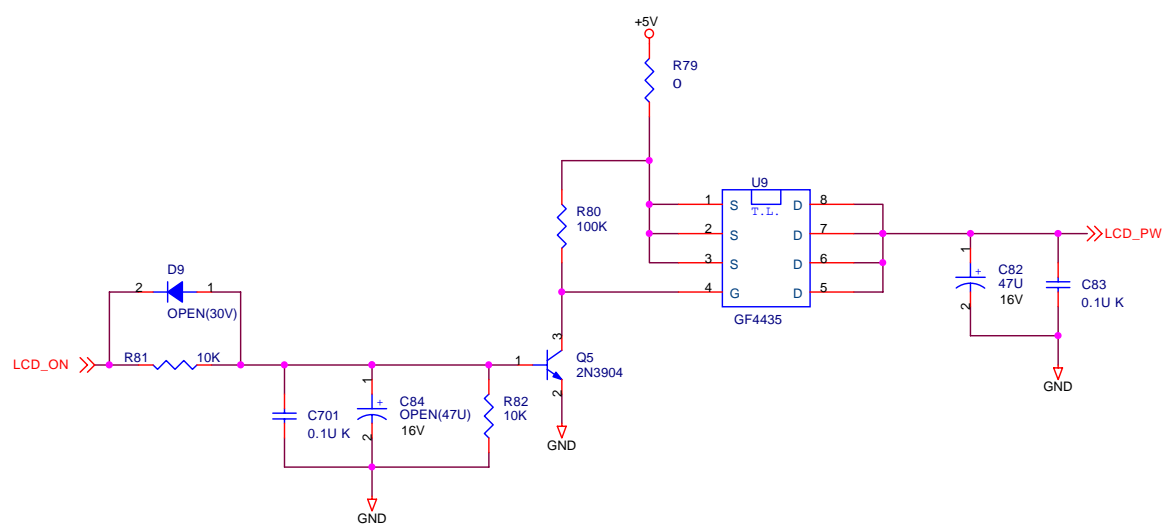 +5V
R79
0
U9
T.L.
1 S D 8
2 S D 7
3 S D 6
4 G D 5
GF4435
R80
100K
LCD_PW
1
2
C82
47U
16V
C83
0.1U K
GND
D9
2 1
OPEN(30V)
LCD_ON
R81 10K
3
1
2
Q5
2N3904
GND
C701
0.1U K
1
2
C84
OPEN(47U)
16V
R82
10K
GND